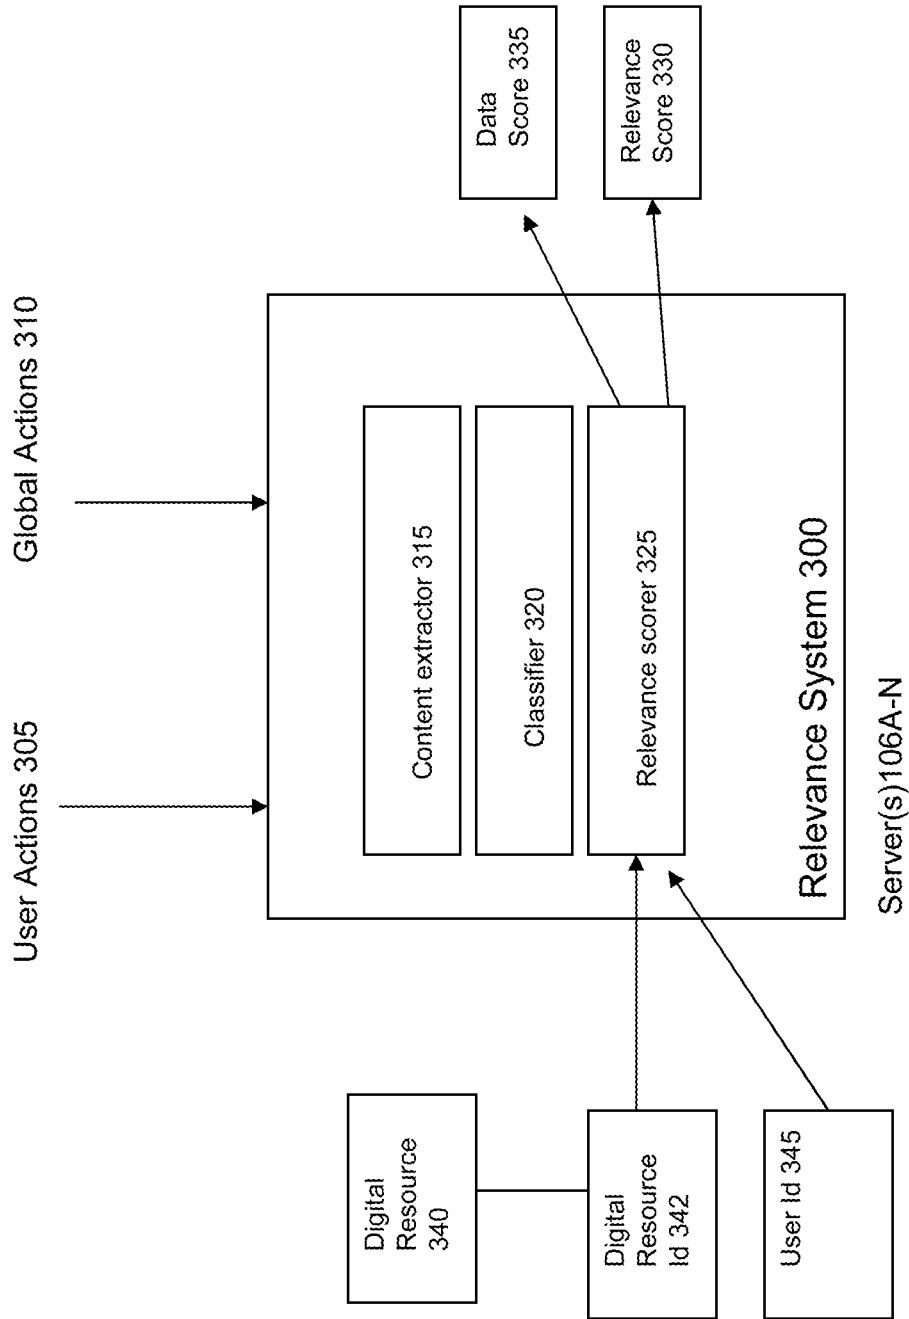 User Actions 305
Global Actions 310
Digital
Resource
340
Digital
Resource
Id 342
User Id 345
Content extractor 315
Classifier 320
Relevance scorer 325
Relevance System 300
Server(s)106A-N
Data
Score 335
Relevance
Score 330